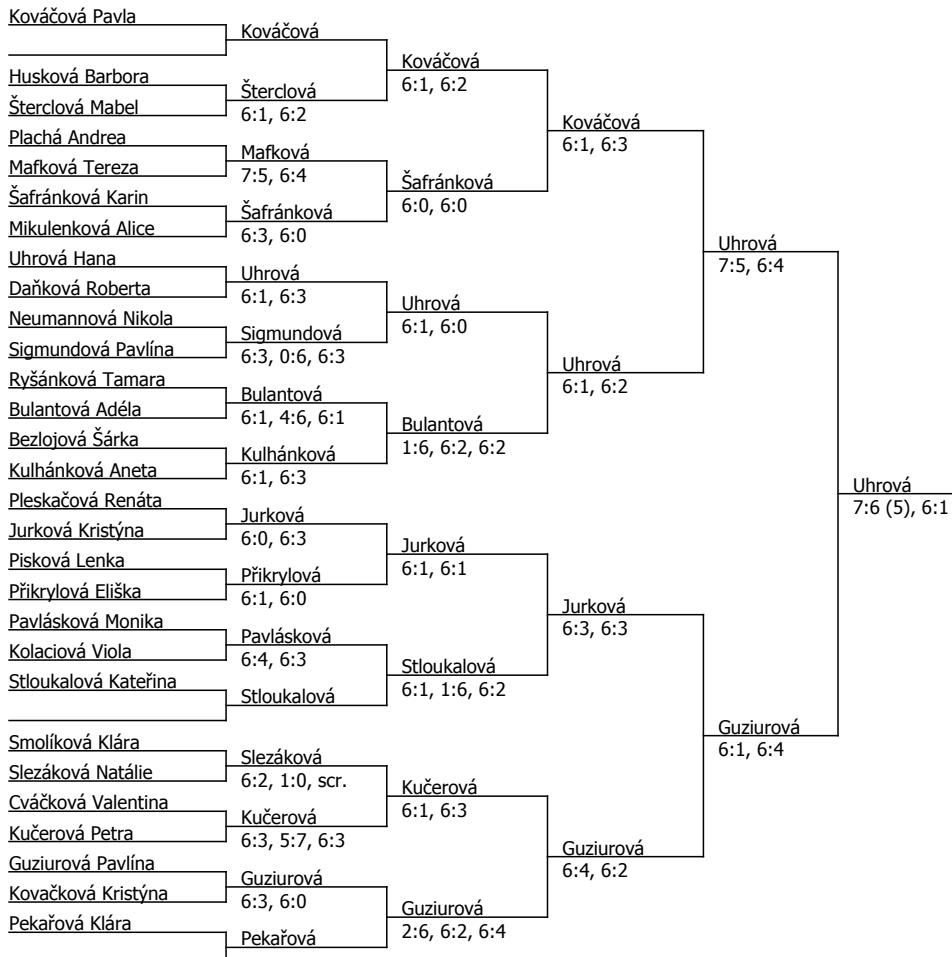 Kováčová Pavla
Kováčová
Kováčová
6:1, 6:2
Husková Barbora
Šterclová
6:1, 6:2
Šterclová Mabel
Kováčová
6:1, 6:3
Plachá Andrea
Mafková
7:5, 6:4
Mafková Tereza
Šafránková
6:0, 6:0
Šafránková Karin
Šafránková
6:3, 6:0
Mikulenková Alice
Uhrová
7:5, 6:4
Uhrová Hana
Uhrová
6:1, 6:3
Daňková Roberta
Uhrová
6:1, 6:0
Neumannová Nikola
Sigmundová
6:3, 0:6, 6:3
Sigmundová Pavlína
Uhrová
6:1, 6:2
Ryšánková Tamara
Bulantová
6:1, 4:6, 6:1
Bulantová Adéla
Bulantová
1:6, 6:2, 6:2
Bezlojová Šárka
Kulhánková
6:1, 6:3
Kulhánková Aneta
Uhrová
7:6 (5), 6:1
Pleskačová Renáta
Jurková
6:0, 6:3
Jurková Kristýna
Jurková
6:1, 6:1
Pisková Lenka
Přikrylová
6:1, 6:0
Přikrylová Eliška
Jurková
6:3, 6:3
Pavlásková Monika
Pavlásková
6:4, 6:3
Kolaciová Viola
Stloukalová
6:1, 1:6, 6:2
Stloukalová Kateřina
Stloukalová
Guziurová
6:1, 6:4
Smolíková Klára
Slezáková
6:2, 1:0, scr.
Slezáková Natálie
Kučerová
6:1, 6:3
Cváčková Valentina
Kučerová
6:3, 5:7, 6:3
Kučerová Petra
Guziurová
6:4, 6:2
Guziurová Pavlína
Guziurová
6:3, 6:0
Kovačková Kristýna
Guziurová
2:6, 6:2, 6:4
Pekařová Klára
Pekařová